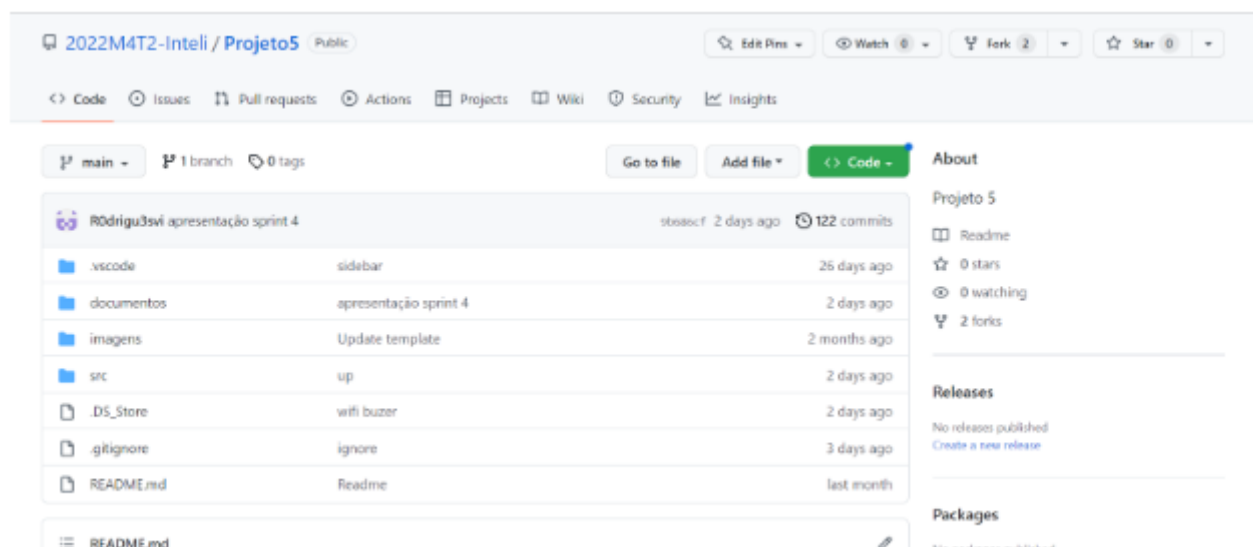 2022M4T2-Inteli / Projeto5 Public Edit Pins Watch 0 Fork 2 Star 0
<> Code Issues Pull requests Actions Projects Wiki Security Insights
main 1 branch 0 tags Go to file Add file <> Code
R0drigu3svi apresentação sprint 4 2 days ago 122 commits
.vscode sidebar 26 days ago
documentos apresentação sprint 4 2 days ago
imagens Update template 2 months ago
src up 2 days ago
.DS_Store wifi buzer 2 days ago
.gitignore ignore 3 days ago
README.md Readme last month
README.md
About
Projeto 5
Readme
0 stars
0 watching
2 forks
Releases
No releases published
Create a new release
Packages